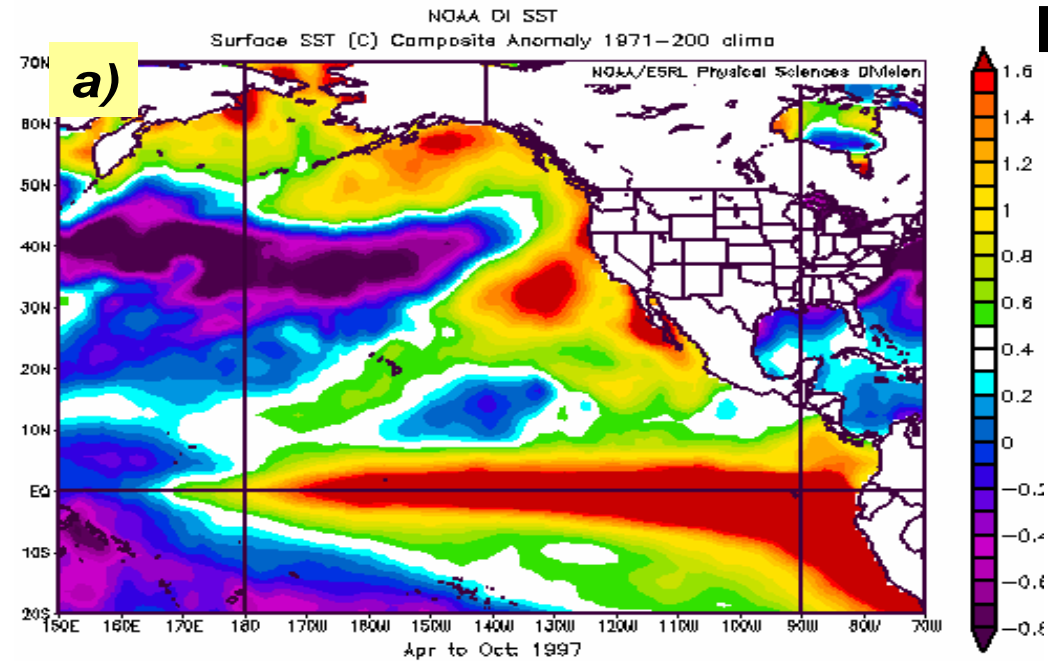 NOAA OI SST
Surface SST (C) Composite Anomaly 1971-200 climo
a)
NOAA/ESRL Physical Sciences Division
70N
60N
50N
40N
30N
20N
10N
EQ
10S
20S
150E 160E 170E 180 170W 160W 150W 140W 130W 120W 110W 100W 90W 80W 70W
Apr to Oct: 1997
1.6
1.4
1.2
1
0.8
0.6
0.4
0.2
0
-0.2
-0.4
-0.6
-0.8